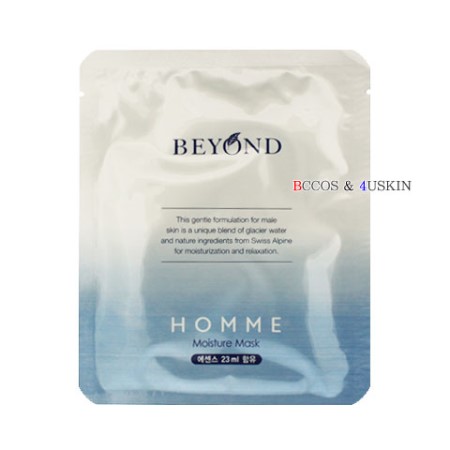 BEYOND
BCCOS & 4USKIN
This gentle formulation for male
skin is a unique blend of glacier water
and nature ingredients from Swiss Alpine
for moisturization and relaxation.
HOMME
Moisture Mask
에센스 23ml 함유